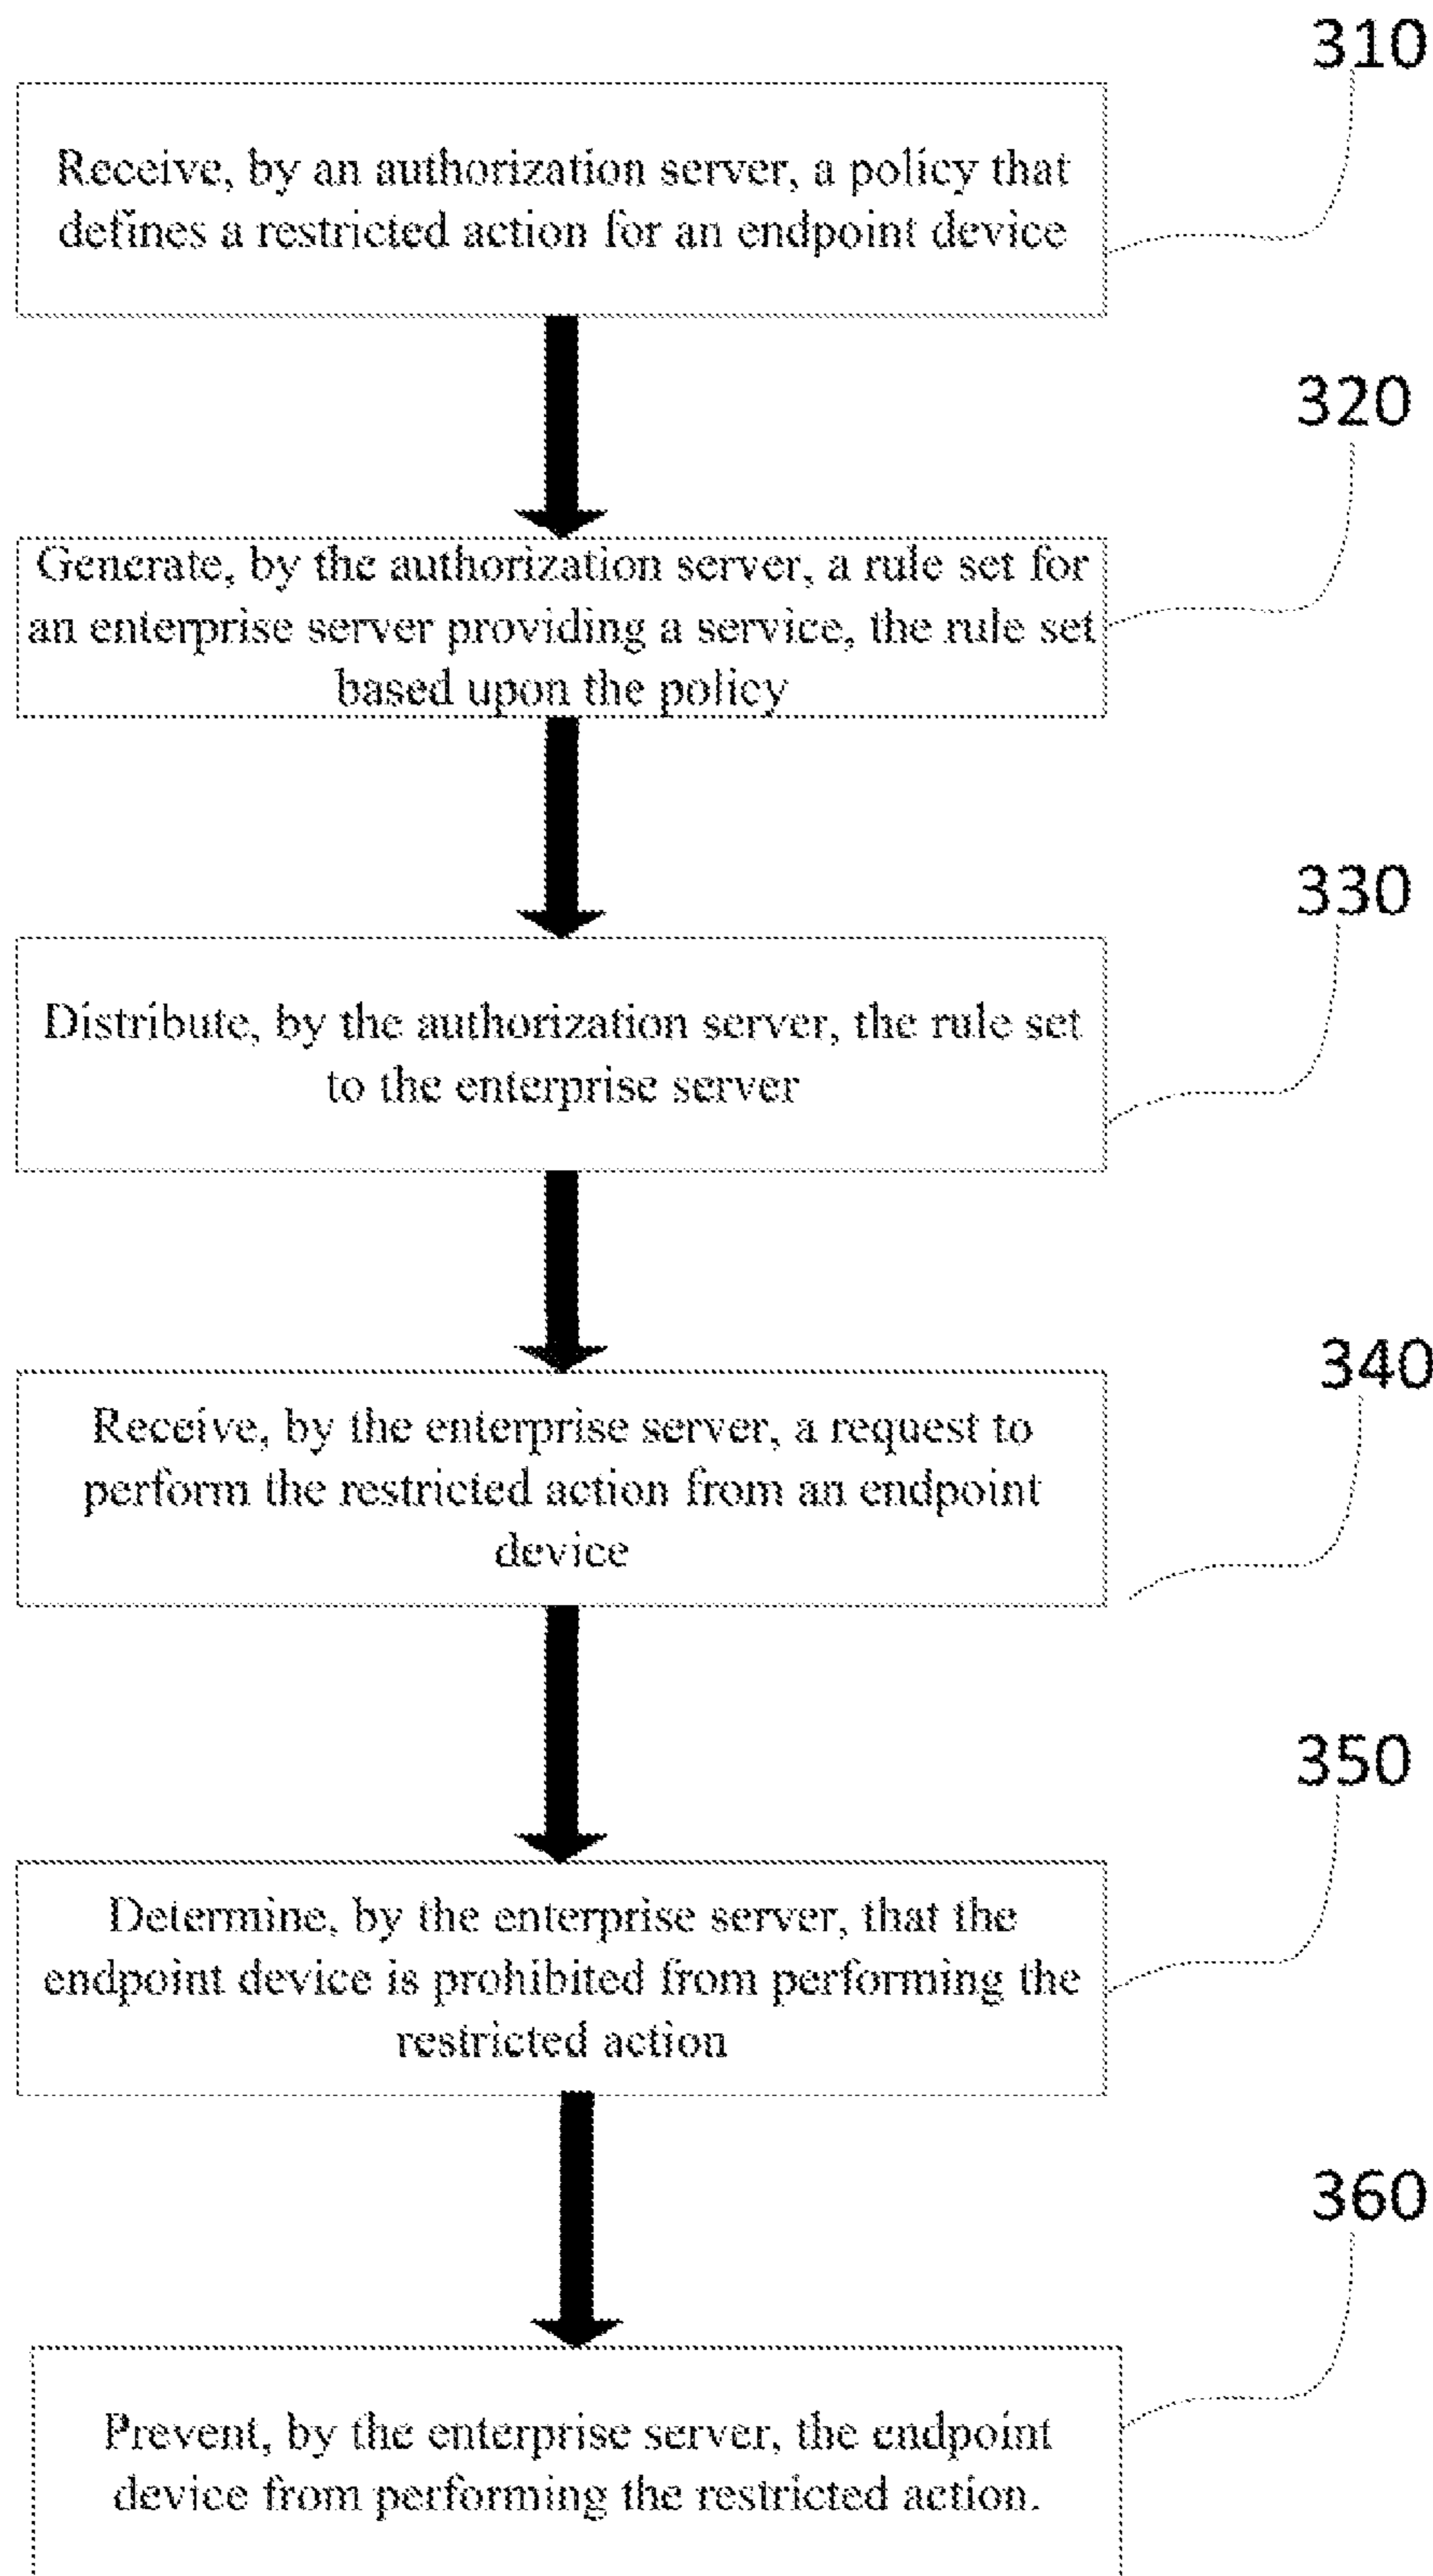 310
Receive, by an authorization server, a policy that
defines a restricted action for an endpoint device
320
Generate, by the authorization server, a rule set for
an enterprise server providing a service, the rule set
based upon the policy
330
Distribute, by the authorization server, the rule set
to the enterprise server
340
Receive, by the enterprise server, a request to
perform the restricted action from an endpoint
device
350
Determine, by the enterprise server, that the
endpoint device is prohibited from performing the
restricted action
360
Prevent, by the enterprise server, the endpoint
device from performing the restricted action.